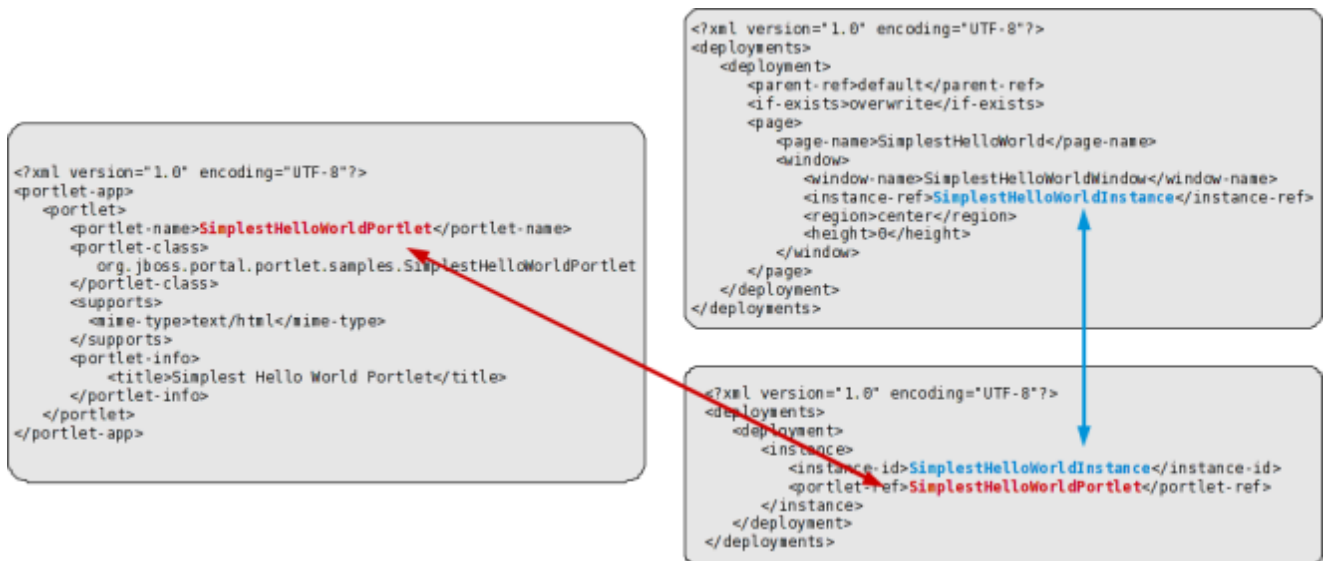 <?xml version="1.0" encoding="UTF-8"?>
<portlet-app>
<portlet>
<portlet-name>SimplestHelloWorldPortlet</portlet-name>
<portlet-class>
org.jboss.portal.portlet.samples.SimplestHelloWorldPortlet
</portlet-class>
<supports>
<mime-type>text/html</mime-type>
</supports>
<portlet-info>
<title>Simplest Hello World Portlet</title>
</portlet-info>
</portlet>
</portlet-app>
<?xml version="1.0" encoding="UTF-8"?>
<deployments>
<deployment>
<parent-ref>default</parent-ref>
<if-exists>overwrite</if-exists>
<page>
<page-name>SimplestHelloWorld</page-name>
<window>
<window-name>SimplestHelloWorldWindow</window-name>
<instance-ref>SimplestHelloWorldInstance</instance-ref>
<region>center</region>
<height>0</height>
</window>
</page>
</deployment>
</deployments>
<?xml version="1.0" encoding="UTF-8"?>
<deployments>
<deployment>
<instance>
<instance-id>SimplestHelloWorldInstance</instance-id>
<portlet-ref>SimplestHelloWorldPortlet</portlet-ref>
</instance>
</deployment>
</deployments>